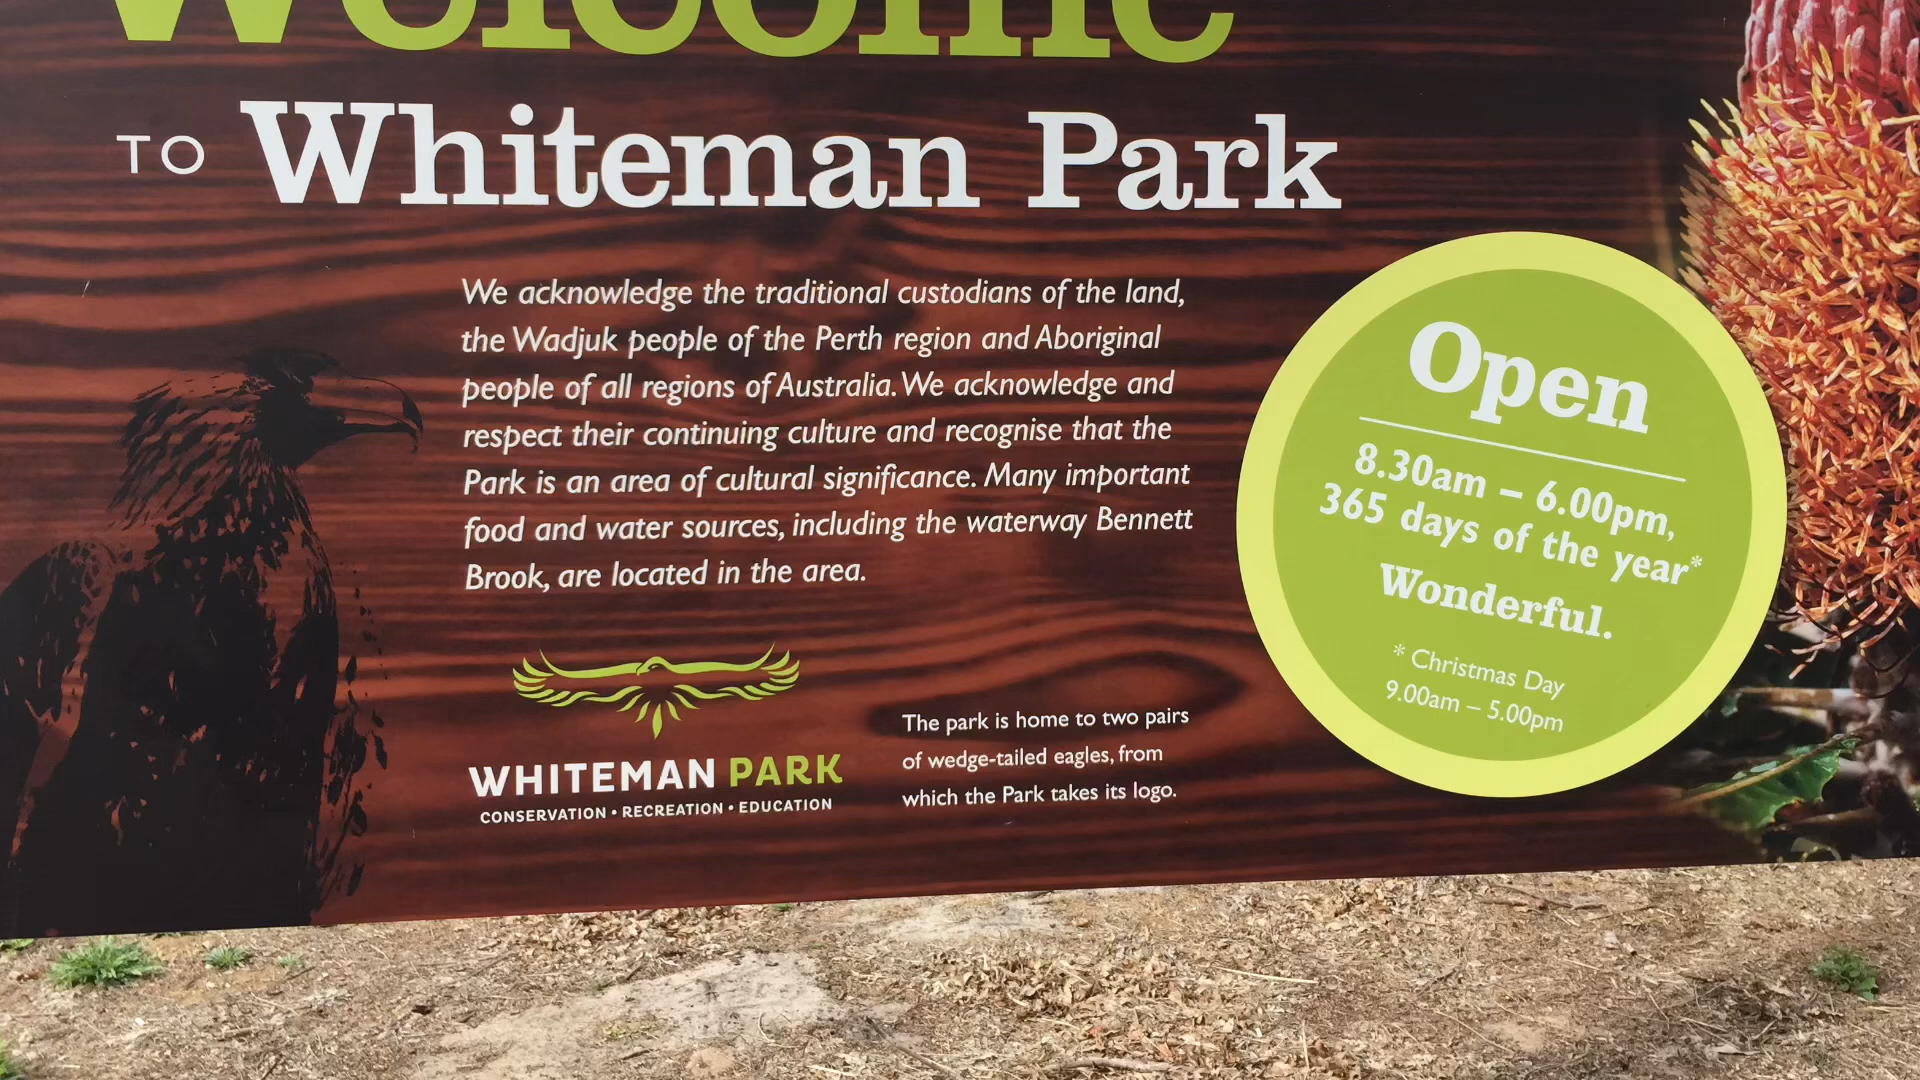 Welcome
TO Whiteman Park
We acknowledge the traditional custodians of the land,
the Wadjuk people of the Perth region and Aboriginal
people of all regions of Australia. We acknowledge and
respect their continuing culture and recognise that the
Park is an area of cultural significance. Many important
food and water sources, including the waterway Bennett
Brook, are located in the area.
WHITEMAN PARK
CONSERVATION • RECREATION • EDUCATION
The park is home to two pairs
of wedge-tailed eagles, from
which the Park takes its logo.
Open
8.30am – 6.00pm,
365 days of the year*
Wonderful.
* Christmas Day
9.00am – 5.00pm